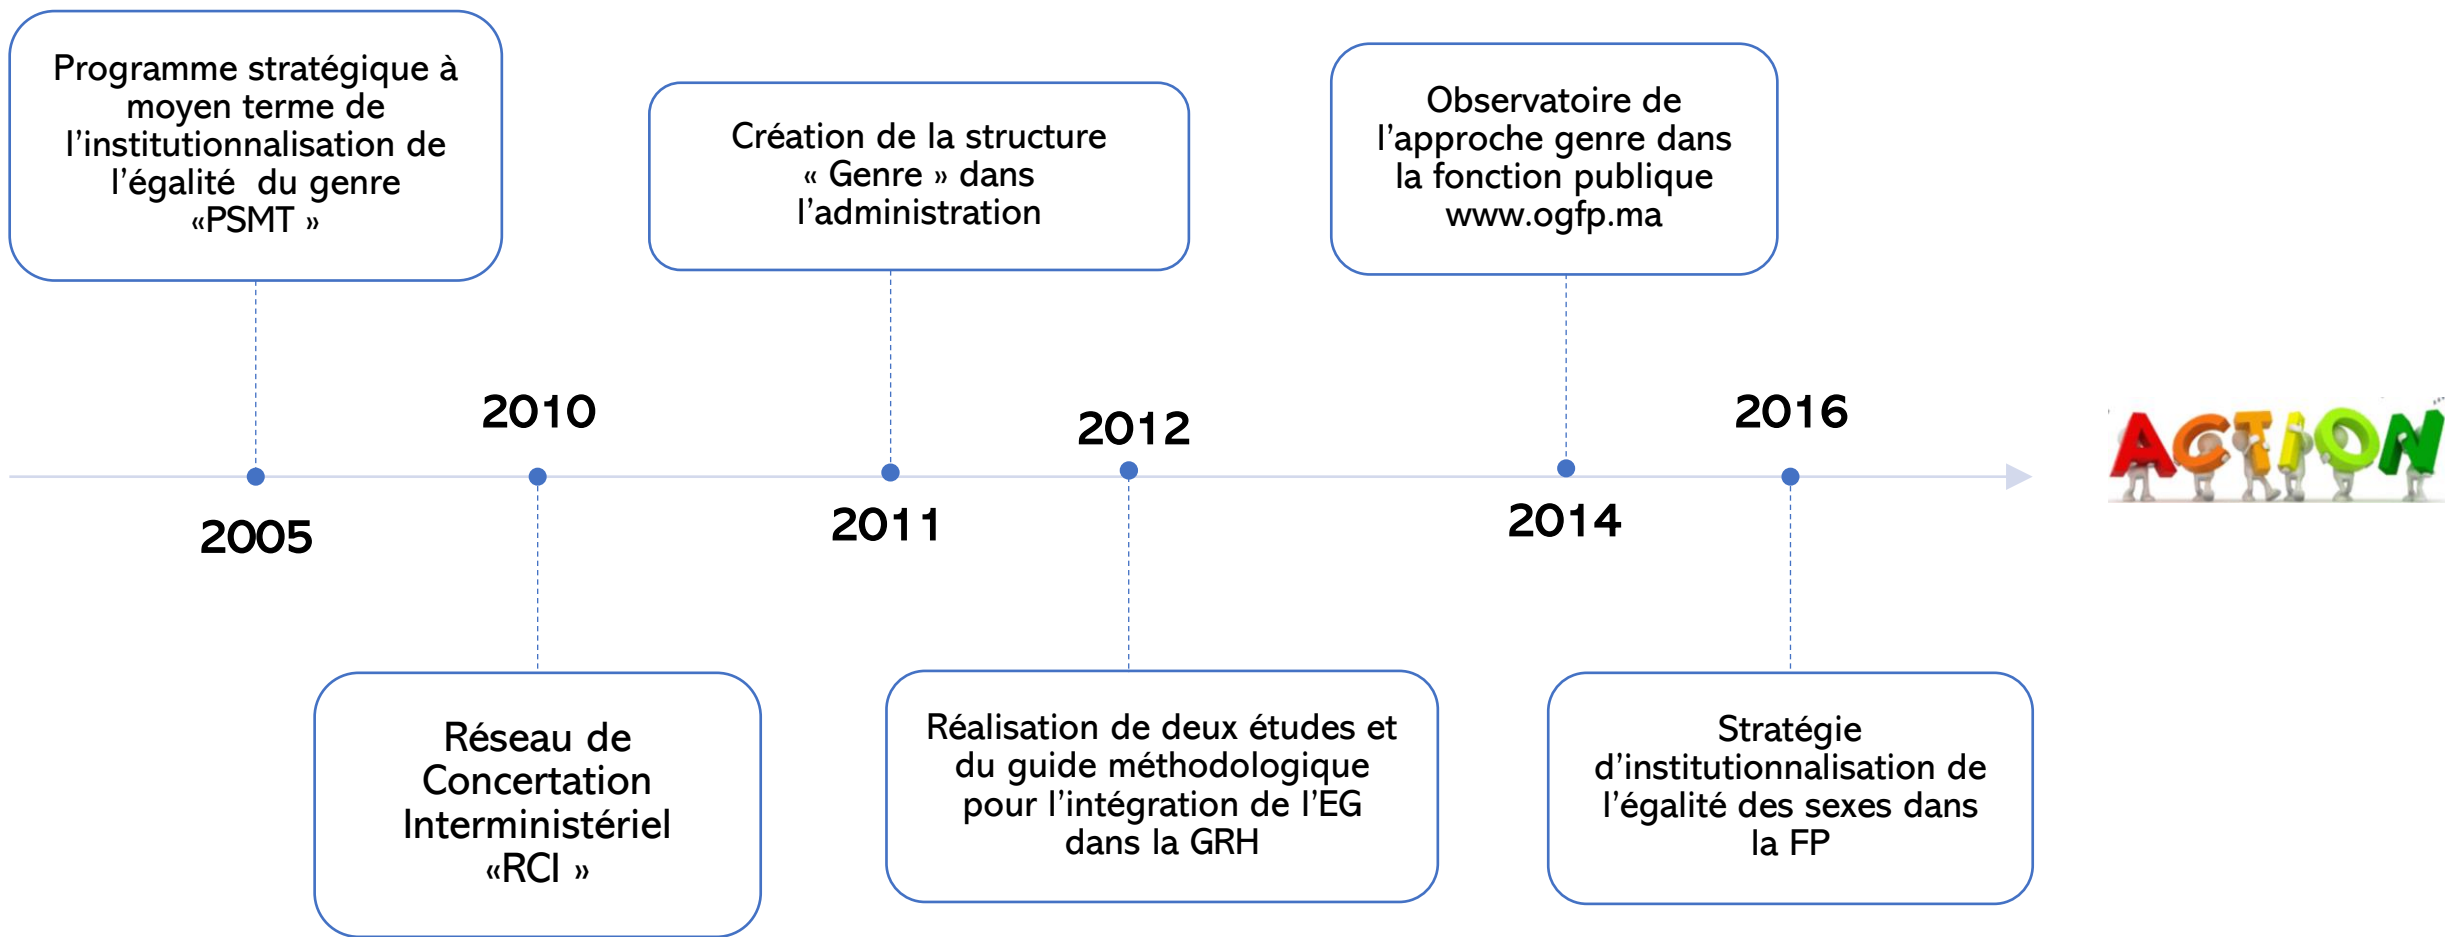 Programme stratégique à
moyen terme de
l'institutionnalisation de
l'égalité  du genre
«PSMT »
Création de la structure
« Genre » dans
l'administration
Observatoire de
l'approche genre dans
la fonction publique
www.ogfp.ma
2005
2010
2011
2012
2014
2016
ACTION
Réseau de
Concertation
Interministériel
«RCI »
Réalisation de deux études et
du guide méthodologique
pour l'intégration de l'EG
dans la GRH
Stratégie
d'institutionnalisation de
l'égalité des sexes dans
la FP